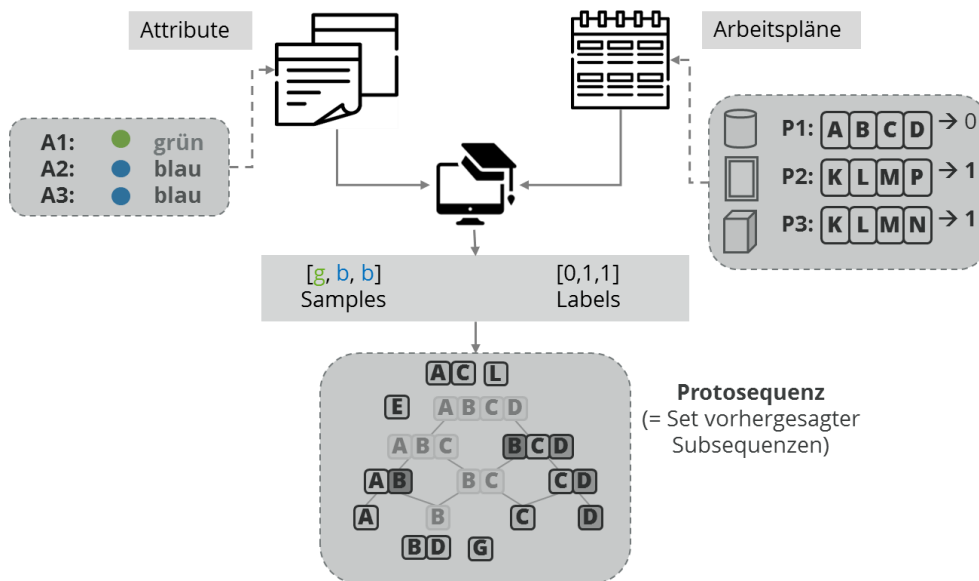 Attribute
Arbeitspläne
A1: grün
A2: blau
A3: blau
P1: A B C D → 0
P2: K L M P → 1
P3: K L M N → 1
[g, b, b]
Samples
[0,1,1]
Labels
A C L
E
A B C D
A B C
B C D
A B
B C
C D
A
B
C
D
B D
G
Protosequenz
(= Set vorhergesagter
Subsequenzen)